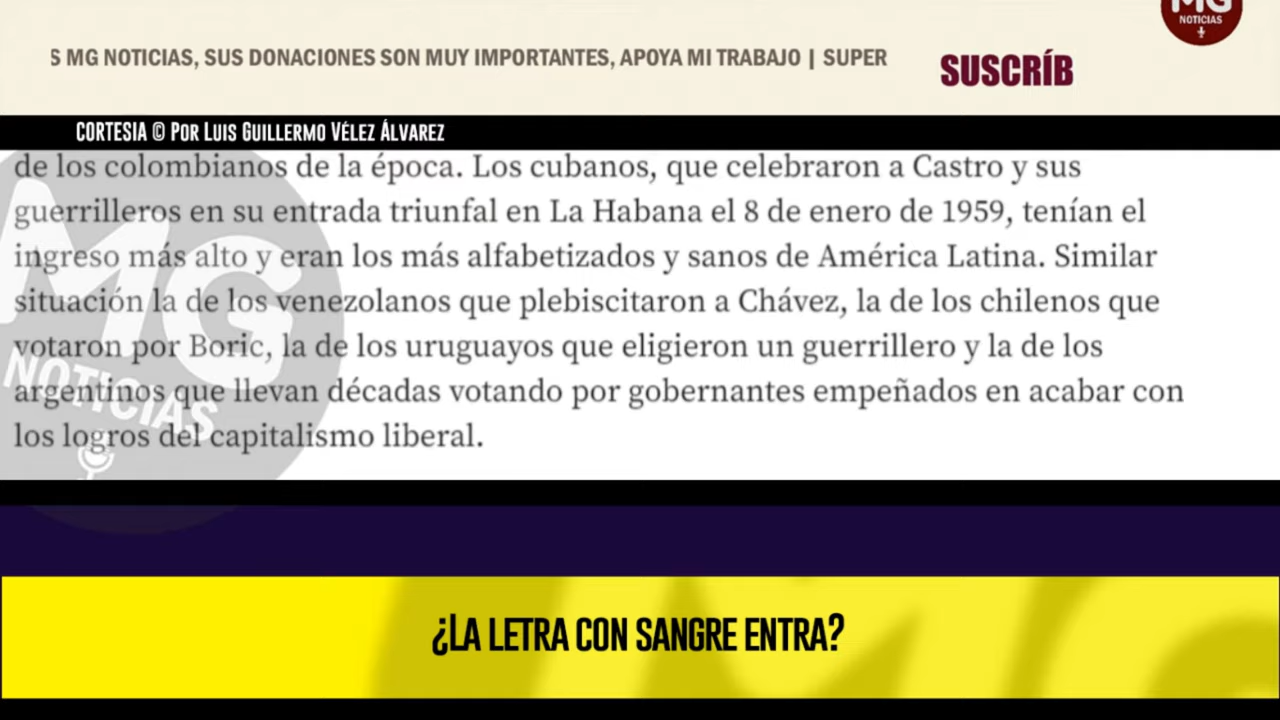 MG
NOTICIAS
S MG NOTICIAS, SUS DONACIONES SON MUY IMPORTANTES, APOYA MI TRABAJO | SUPER
SUSCRÍB
CORTESIA © POR LUIS GUILLERMO VÉLEZ ÁLVAREZ
de los colombianos de la época. Los cubanos, que celebraron a Castro y sus
guerrilleros en su entrada triunfal en La Habana el 8 de enero de 1959, tenían el
ingreso más alto y eran los más alfabetizados y sanos de América Latina. Similar
situación la de los venezolanos que plebiscitaron a Chávez, la de los chilenos que
votaron por Boric, la de los uruguayos que eligieron un guerrillero y la de los
argentinos que llevan décadas votando por gobernantes empeñados en acabar con
los logros del capitalismo liberal.
MG
NOTICIAS
¿LA LETRA CON SANGRE ENTRA?